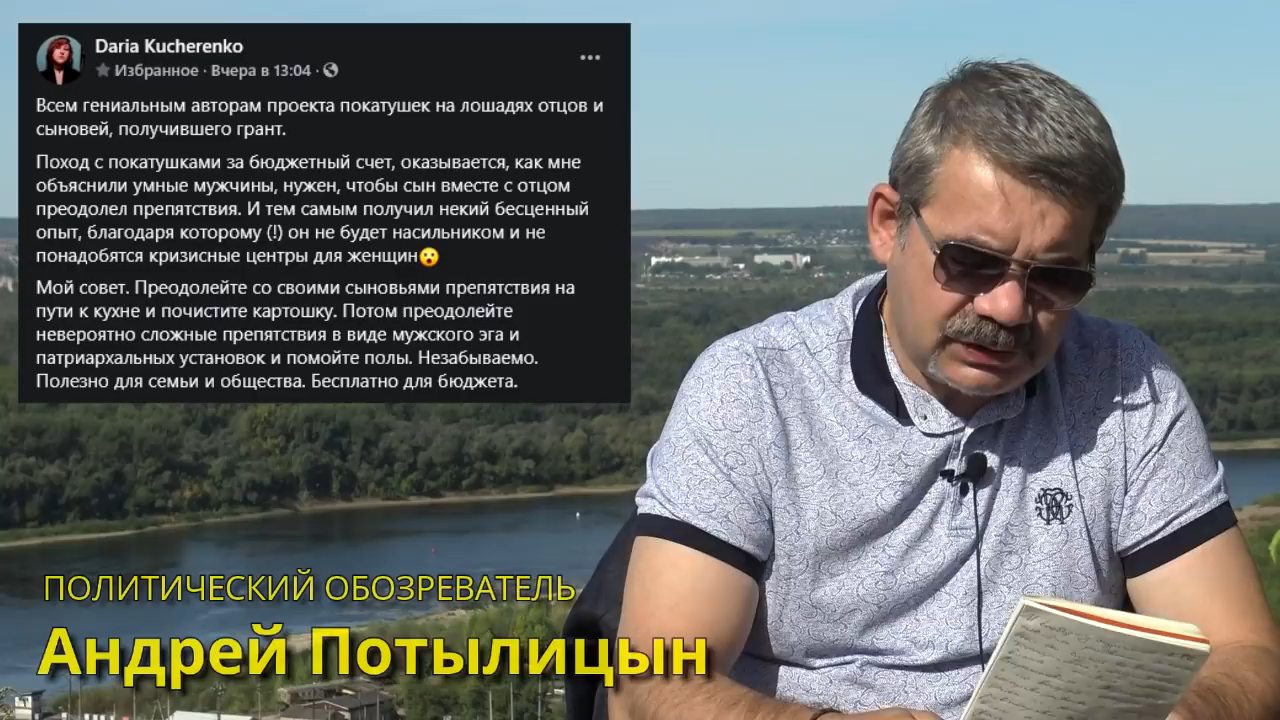 Daria Kucherenko
Избранное · Вчера в 13:04 ·
Всем гениальным авторам проекта покатушек на лошадях отцов и
сыновей, получившего грант.
Поход с покатушками за бюджетный счет, оказывается, как мне
объяснили умные мужчины, нужен, чтобы сын вместе с отцом
преодолел препятствия. И тем самым получил некий бесценный
опыт, благодаря которому (!) он не будет насильником и не
понадобятся кризисные центры для женщин😮
Мой совет. Преодолейте со своими сыновьями препятствия на
пути к кухне и почистите картошку. Потом преодолейте
невероятно сложные препятствия в виде мужского эга и
патриархальных установок и помойте полы. Незабываемо.
Полезно для семьи и общества. Бесплатно для бюджета.
ПОЛИТИЧЕСКИЙ ОБОЗРЕВАТЕЛЬ
Андрей Потылицын